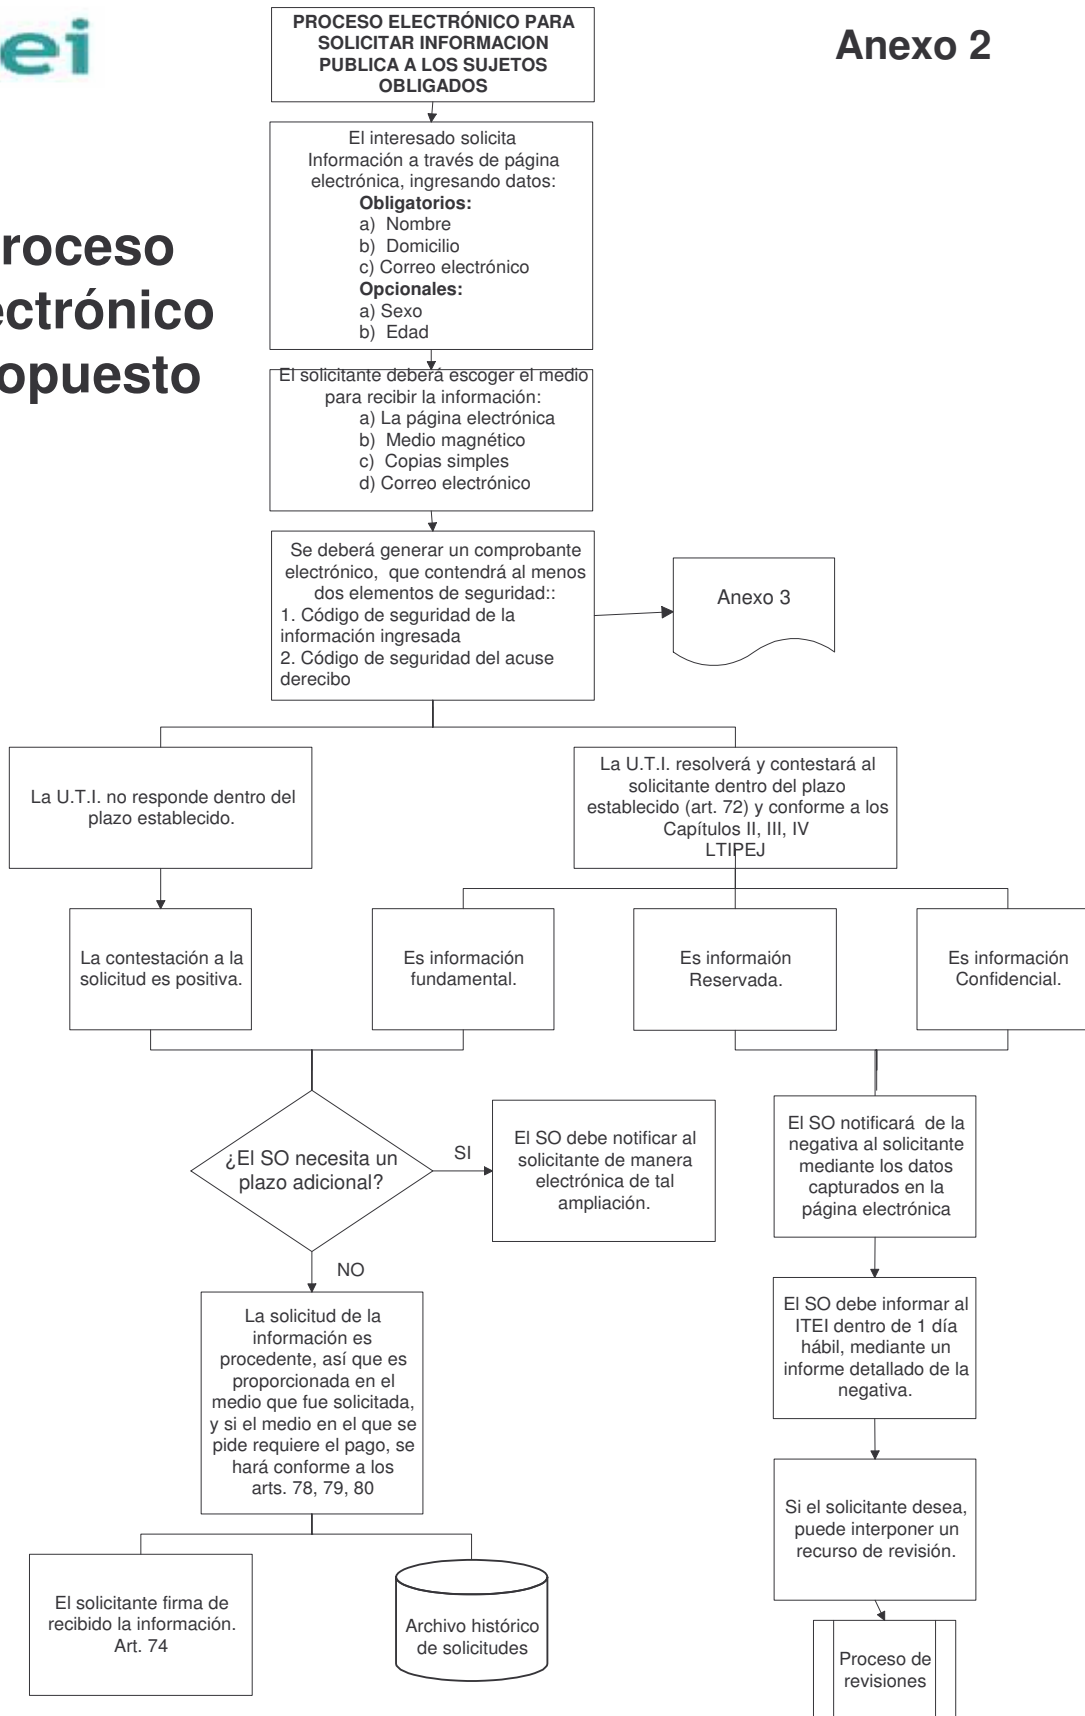 ei
Anexo 2
roceso
ectrónico
opuesto
PROCESO ELECTRÓNICO PARA
SOLICITAR INFORMACION
PUBLICA A LOS SUJETOS
OBLIGADOS
El interesado solicita
Información a través de página
electrónica, ingresando datos:
Obligatorios:
a) Nombre
b) Domicilio
c) Correo electrónico
Opcionales:
a) Sexo
b) Edad
El solicitante deberá escoger el medio
para recibir la información:
a) La página electrónica
b) Medio magnético
c) Copias simples
d) Correo electrónico
Se deberá generar un comprobante
electrónico, que contendrá al menos
dos elementos de seguridad::
1. Código de seguridad de la
información ingresada
2. Código de seguridad del acuse
derecibo
Anexo 3
La U.T.I. no responde dentro del
plazo establecido.
La U.T.I. resolverá y contestará al
solicitante dentro del plazo
establecido (art. 72) y conforme a los
Capítulos II, III, IV
LTIPEJ
La contestación a la
solicitud es positiva.
Es información
fundamental.
Es informaión
Reservada.
Es información
Confidencial.
¿El SO necesita un
plazo adicional?
SI
El SO debe notificar al
solicitante de manera
electrónica de tal
ampliación.
El SO notificará de la
negativa al solicitante
mediante los datos
capturados en la
página electrónica
NO
La solicitud de la
información es
procedente, así que es
proporcionada en el
medio que fue solicitada,
y si el medio en el que se
pide requiere el pago, se
hará conforme a los
arts. 78, 79, 80
El SO debe informar al
ITEI dentro de 1 día
hábil, mediante un
informe detallado de la
negativa.
Si el solicitante desea,
puede interponer un
recurso de revisión.
El solicitante firma de
recibido la información.
Art. 74
Archivo histórico
de solicitudes
Proceso de
revisiones